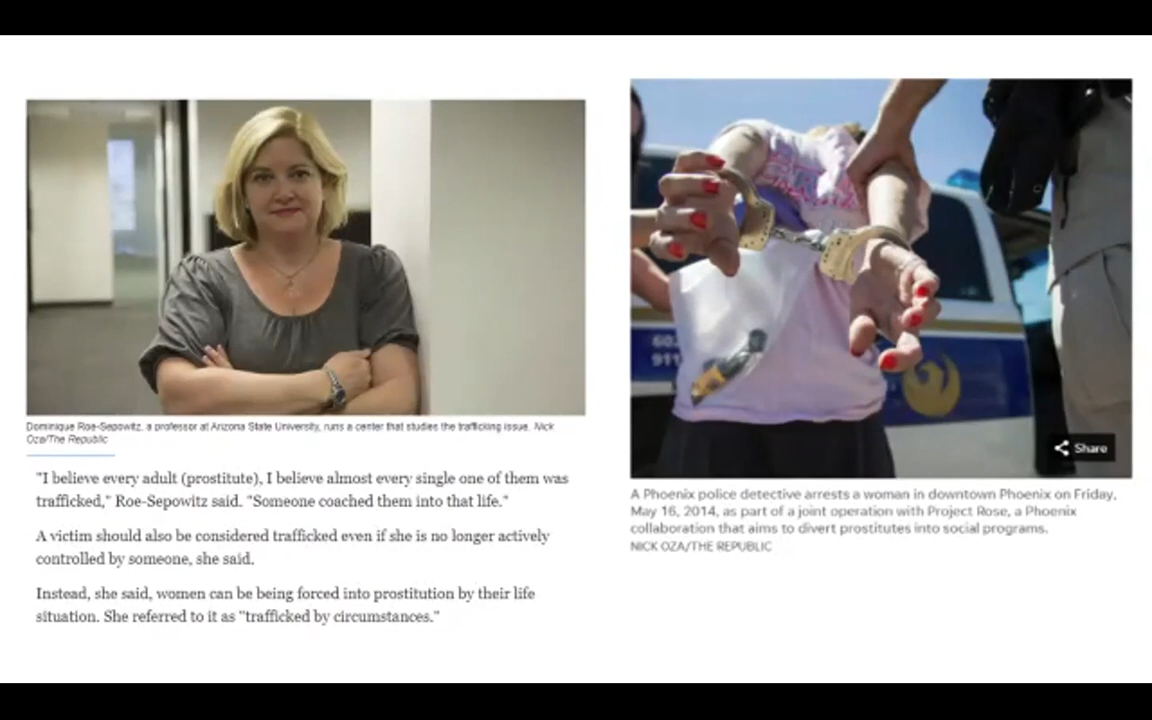 Dominique Roe-Sepowitz, a professor at Arizona State University, runs a center that studies the trafficking issue. Nick
Oza/The Republic
"I believe every adult (prostitute), I believe almost every single one of them was
trafficked," Roe-Sepowitz said. "Someone coached them into that life."
A victim should also be considered trafficked even if she is no longer actively
controlled by someone, she said.
Instead, she said, women can be being forced into prostitution by their life
situation. She referred to it as "trafficked by circumstances."
602
911
Share
A Phoenix police detective arrests a woman in downtown Phoenix on Friday,
May 16, 2014, as part of a joint operation with Project Rose, a Phoenix
collaboration that aims to divert prostitutes into social programs.
NICK OZA/THE REPUBLIC